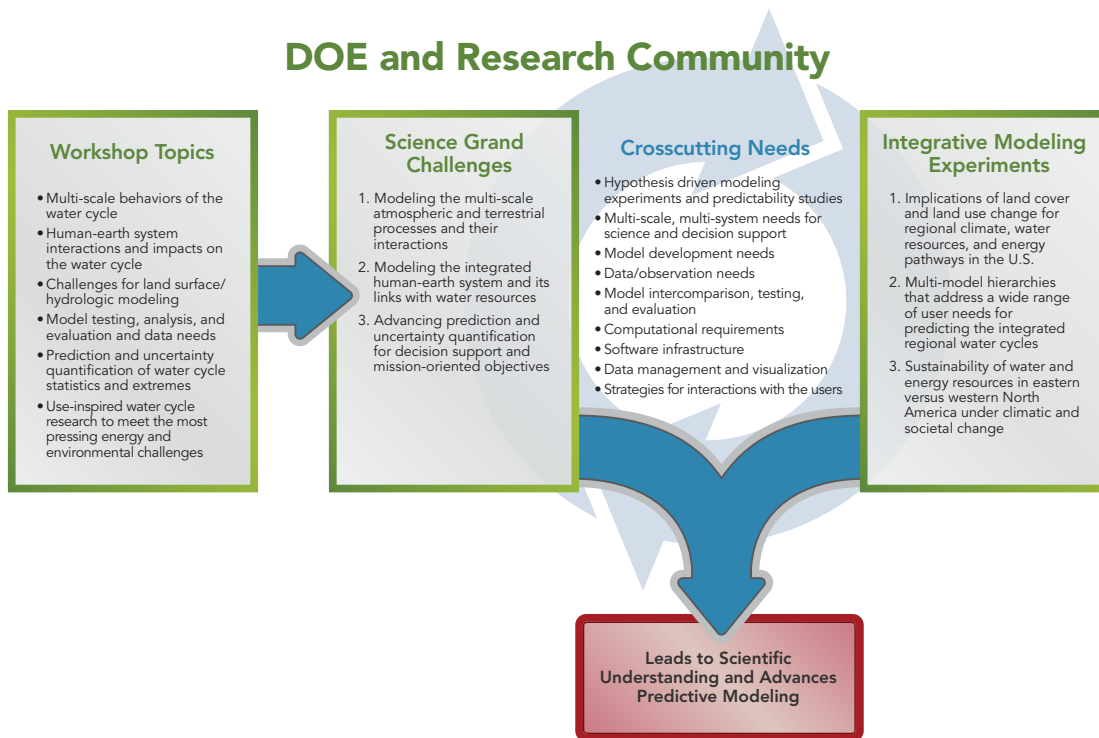 DOE and Research Community
Workshop Topics
• Multi-scale behaviors of the
water cycle
• Human-earth system
interactions and impacts on
the water cycle
• Challenges for land surface/
hydrologic modeling
• Model testing, analysis, and
evaluation and data needs
• Prediction and uncertainty
quantification of water cycle
statistics and extremes
• Use-inspired water cycle
research to meet the most
pressing energy and
environmental challenges
Science Grand
Challenges
1. Modeling the multi-scale
atmospheric and terrestrial
processes and their
interactions
2. Modeling the integrated
human-earth system and its
links with water resources
3. Advancing prediction and
uncertainty quantification
for decision support and
mission-oriented objectives
Crosscutting Needs
• Hypothesis driven modeling
experiments and predictability studies
• Multi-scale, multi-system needs for
science and decision support
• Model development needs
• Data/observation needs
• Model intercomparison, testing,
and evaluation
• Computational requirements
• Software infrastructure
• Data management and visualization
• Strategies for interactions with the users
Integrative Modeling
Experiments
1. Implications of land cover
and land use change for
regional climate, water
resources, and energy
pathways in the U.S.
2. Multi-model hierarchies
that address a wide range
of user needs for
predicting the integrated
regional water cycles
3. Sustainability of water and
energy resources in eastern
versus western North
America under climatic and
societal change
Leads to Scientific
Understanding and Advances
Predictive Modeling